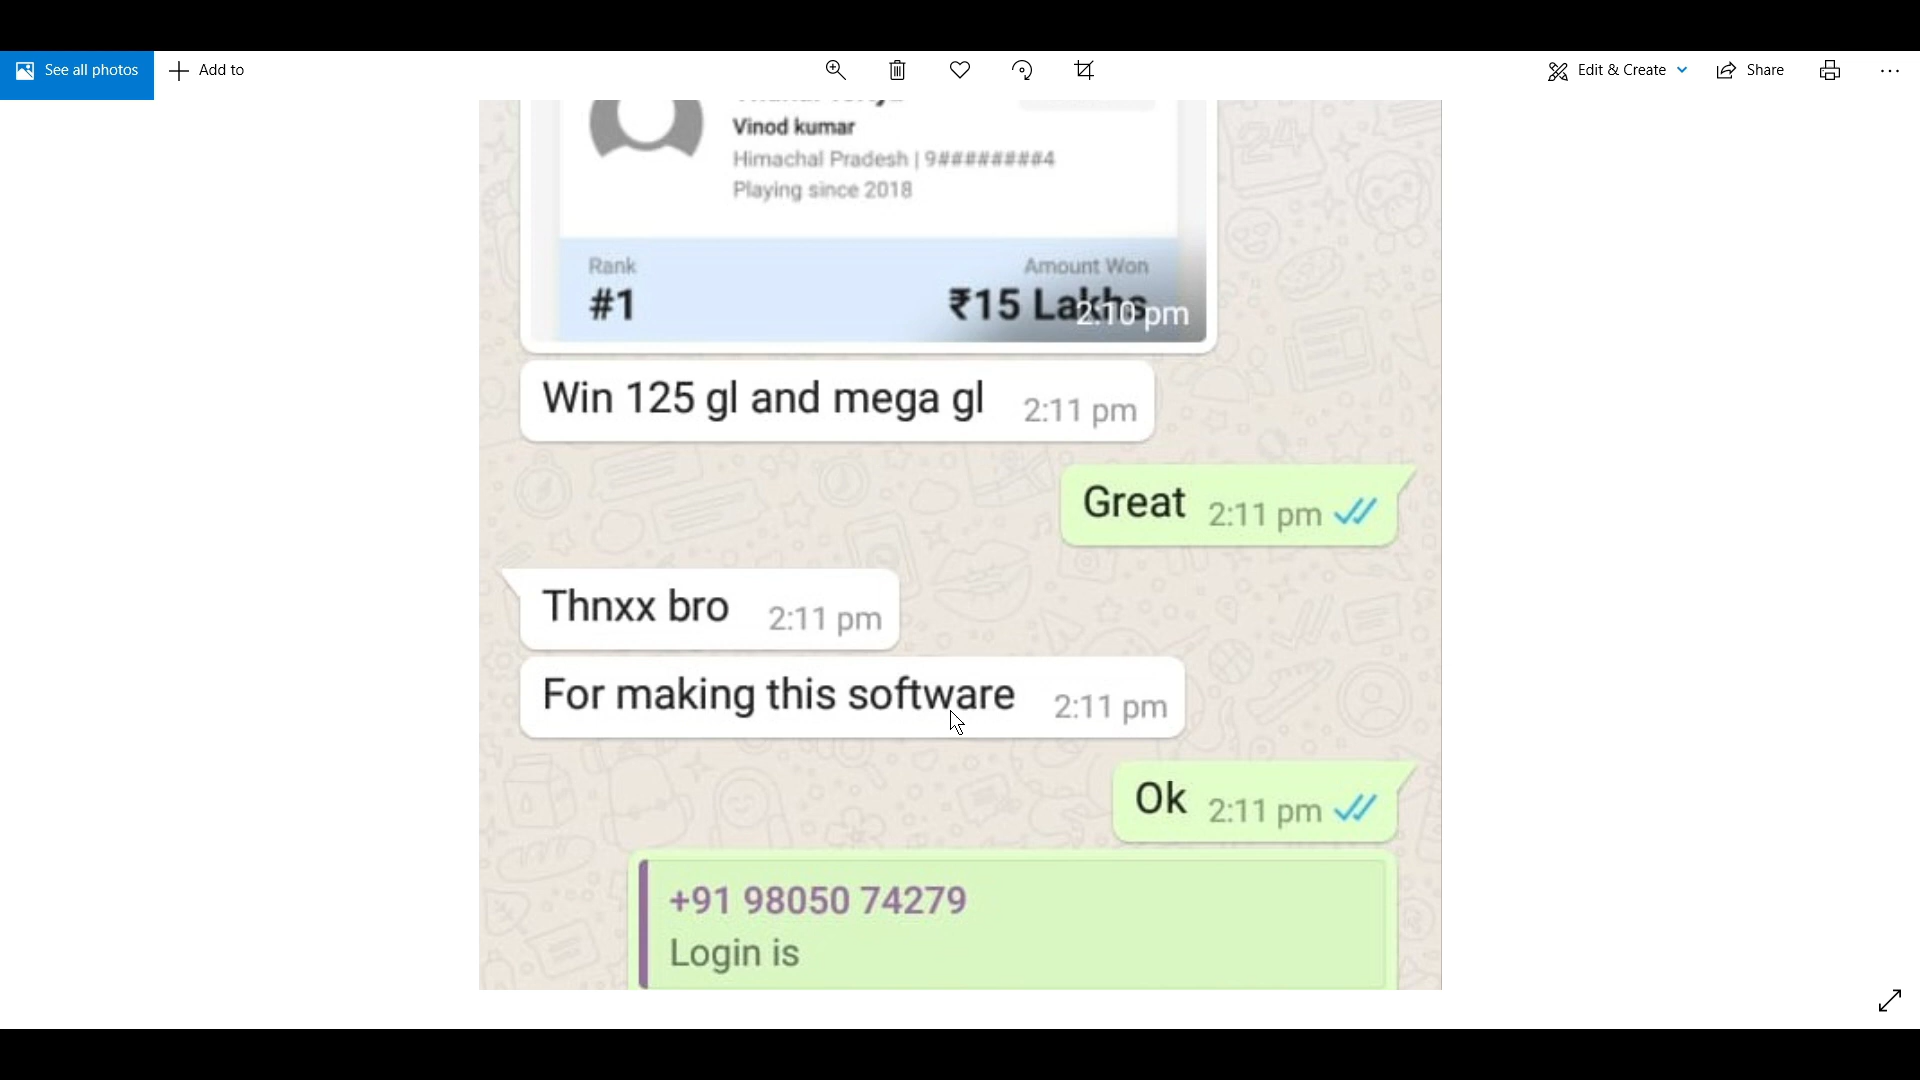 See all photos
Add to
Edit & Create
Share
Vinod kumar
Himachal Pradesh | 9########4
Playing since 2018
Rank
Amount Won
#1
₹15 Lakhs
2:10 pm
Win 125 gl and mega gl 2:11 pm
Great 2:11 pm
Thnxx bro 2:11 pm
For making this software 2:11 pm
Ok 2:11 pm
+91 98050 74279
Login is